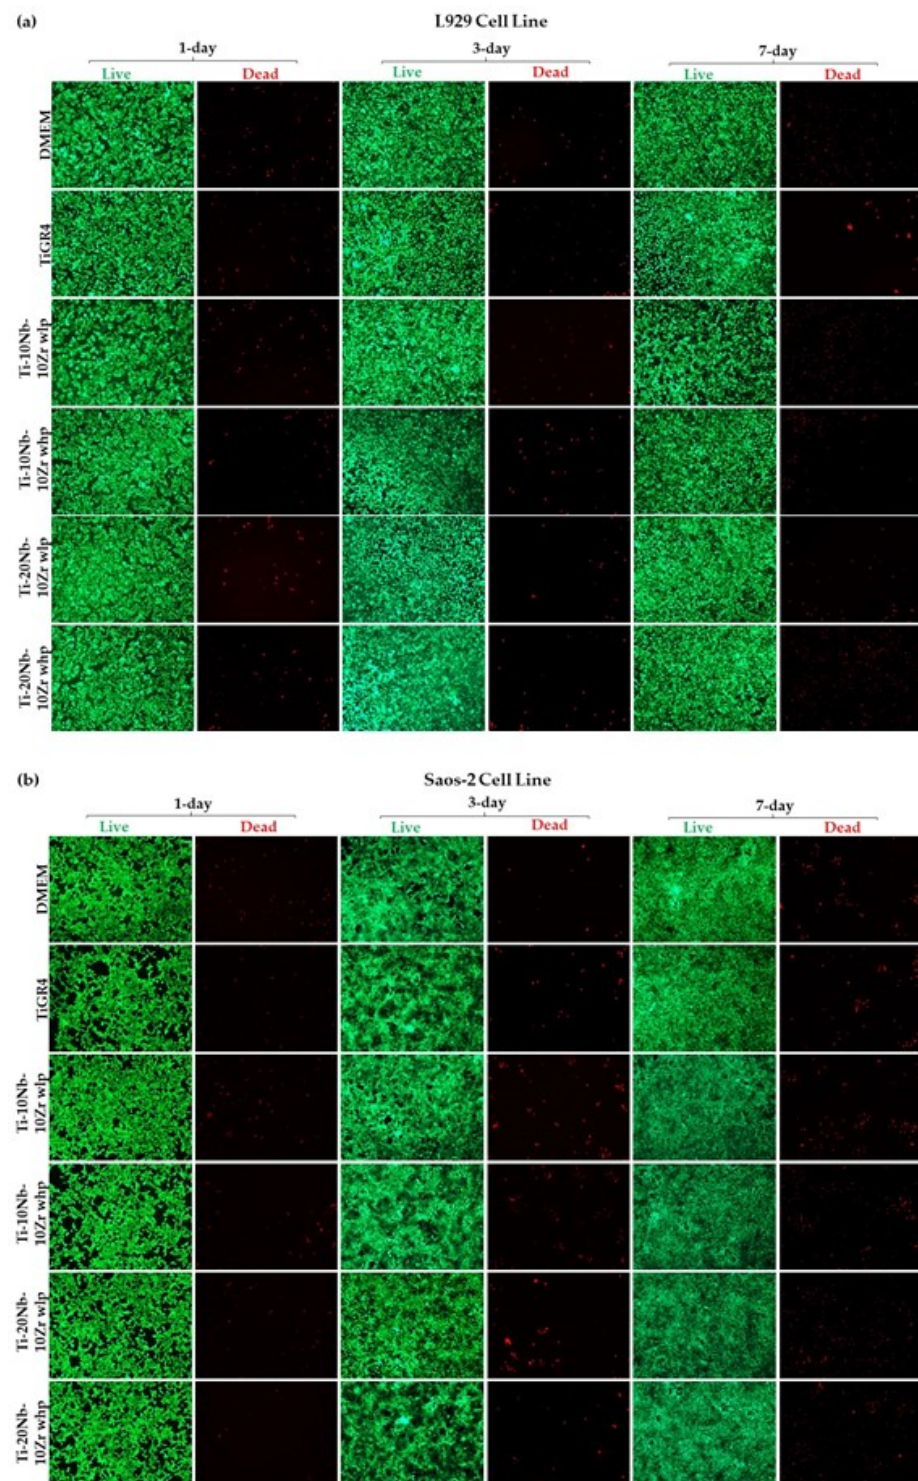 (a)
L929 Cell Line
1-day 3-day 7-day
Live Dead Live Dead Live Dead
DMEM
TiGR4
Ti-10Nb-
10Zr wlp
Ti-10Nb-
10Zr whp
Ti-20Nb-
10Zr wlp
Ti-20Nb-
10Zr whp
(b)
Saos-2 Cell Line
1-day 3-day 7-day
Live Dead Live Dead Live Dead
DMEM
TiGR4
Ti-10Nb-
10Zr wlp
Ti-10Nb-
10Zr whp
Ti-20Nb-
10Zr wlp
Ti-20Nb-
10Zr whp